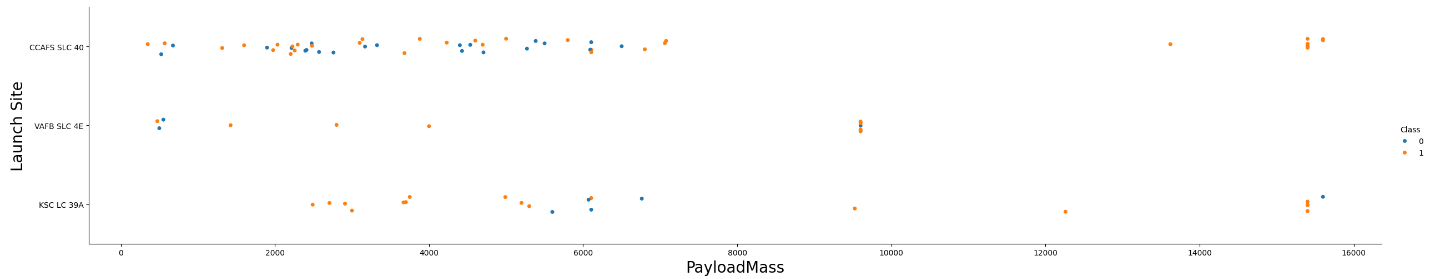 Launch Site
CCAFS SLC 40
VAFB SLC 4E
KSC LC 39A
0 2000 4000 6000 8000 10000 12000 14000 16000
PayloadMass
Class
0
1